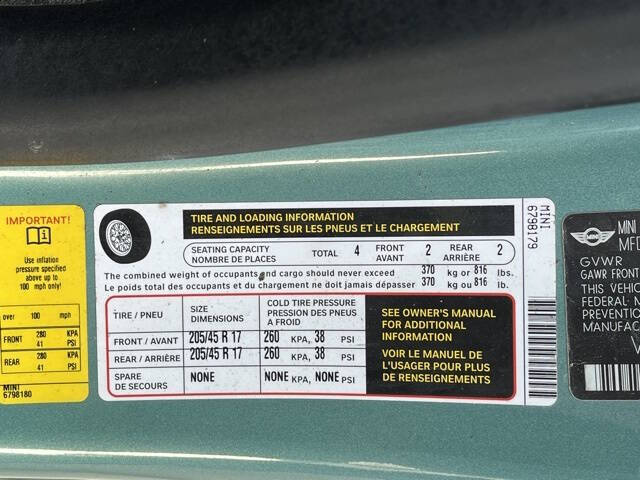 IMPORTANT!
Use inflation
pressure specified
above up to
100 mph only!
over 100 mph
FRONT 280 KPA
41 PSI
REAR 280 KPA
41 PSI
MINI
6798180
TIRE AND LOADING INFORMATION
RENSEIGNEMENTS SUR LES PNEUS ET LE CHARGEMENT
SEATING CAPACITY
NOMBRE DE PLACES
TOTAL 4
FRONT
AVANT 2
REAR
ARRIÈRE 2
The combined weight of occupants and cargo should never exceed 370 kg or 816 lbs.
Le poids total des occupants et du chargement ne doit jamais dépasser 370 kg ou 816 lb.
TIRE / PNEU
SIZE
DIMENSIONS
COLD TIRE PRESSURE
PRESSION DES PNEUS
A FROID
FRONT / AVANT 205/45 R 17 260 KPA, 38 PSI
REAR / ARRIÈRE 205/45 R 17 260 KPA, 38 PSI
SPARE
DE SECOURS NONE NONE KPA, NONE PSI
SEE OWNER'S MANUAL
FOR ADDITIONAL
INFORMATION
VOIR LE MANUEL DE
L'USAGER POUR PLUS
DE RENSEIGNEMENTS
MINI
6798179
MINI
MINI
MFD
GVWR
GAWR FRONT
THIS VEHIC
FEDERAL
PREVENTION
MANUFAC
V